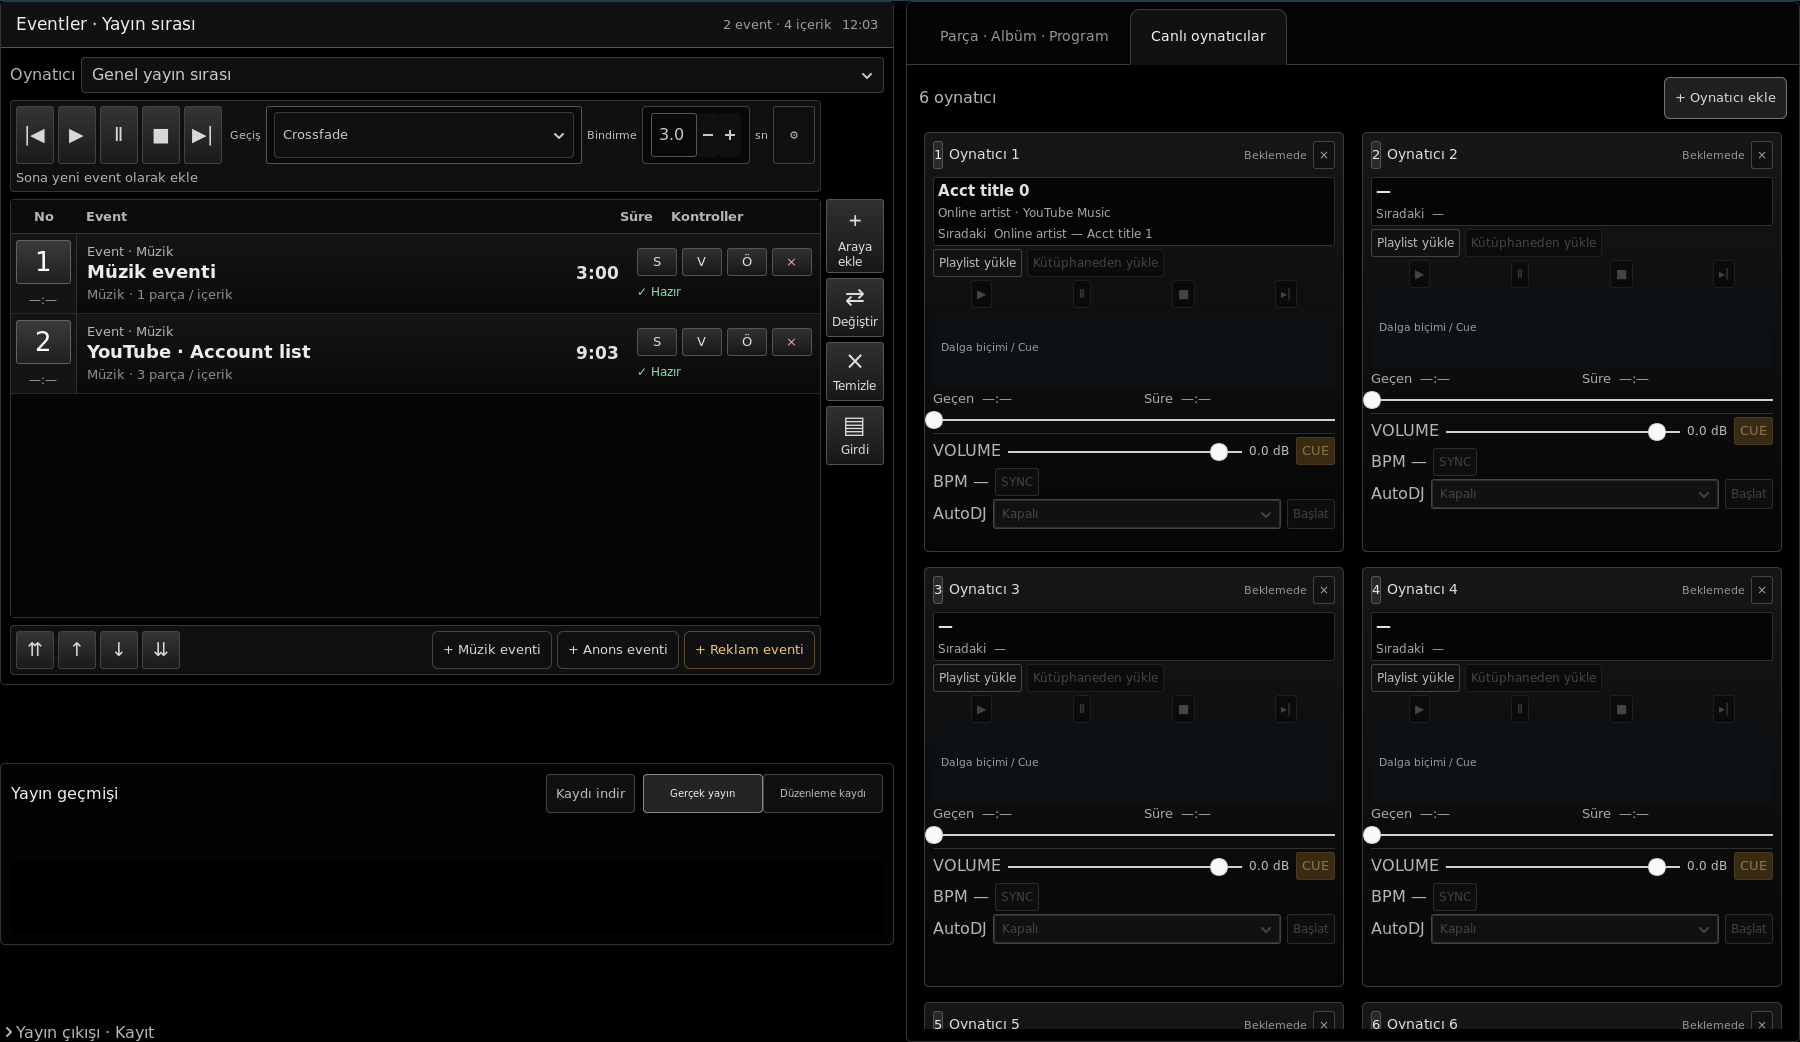 Eventler · Yayın sırası
2 event · 4 içerik 12:03
Oynatıcı Genel yayın sırası
Geçiş Crossfade Bindirme 3.0 − + sn
Sona yeni event olarak ekle
No Event Süre Kontroller
1 Event · Müzik
Müzik eventi 3:00 S V Ö ×
—:— Müzik · 1 parça / içerik ✓ Hazır
2 Event · Müzik
YouTube · Account list 9:03 S V Ö ×
—:— Müzik · 3 parça / içerik ✓ Hazır
+
Araya
ekle
⇄
Değiştir
×
Temizle
Girdi
⇈ ↑ ↓ ⇊ + Müzik eventi + Anons eventi + Reklam eventi
Yayın geçmişi Kaydı indir Gerçek yayın Düzenleme kaydı
Yayın çıkışı · Kayıt
Parça · Albüm · Program Canlı oynatıcılar
6 oynatıcı + Oynatıcı ekle
1 Oynatıcı 1 Beklemede ×
Acct title 0
Online artist · YouTube Music
Sıradaki Online artist — Acct title 1
Playlist yükle Kütüphaneden yükle
Dalga biçimi / Cue
Geçen —:— Süre —:—
VOLUME 0.0 dB CUE
BPM — SYNC
AutoDJ Kapalı Başlat
2 Oynatıcı 2 Beklemede ×
—
Sıradaki —
Playlist yükle Kütüphaneden yükle
Dalga biçimi / Cue
Geçen —:— Süre —:—
VOLUME 0.0 dB CUE
BPM — SYNC
AutoDJ Kapalı Başlat
3 Oynatıcı 3 Beklemede ×
—
Sıradaki —
Playlist yükle Kütüphaneden yükle
Dalga biçimi / Cue
Geçen —:— Süre —:—
VOLUME 0.0 dB CUE
BPM — SYNC
AutoDJ Kapalı Başlat
4 Oynatıcı 4 Beklemede ×
—
Sıradaki —
Playlist yükle Kütüphaneden yükle
Dalga biçimi / Cue
Geçen —:— Süre —:—
VOLUME 0.0 dB CUE
BPM — SYNC
AutoDJ Kapalı Başlat
5 Oynatıcı 5 Beklemede ×
6 Oynatıcı 6 Beklemede ×